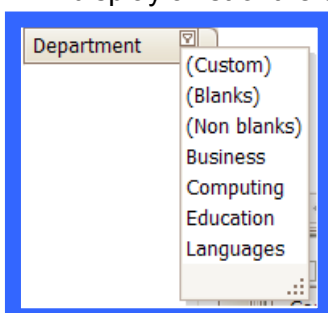 Department
(Custom)
(Blanks)
(Non blanks)
Business
Computing
Education
Languages